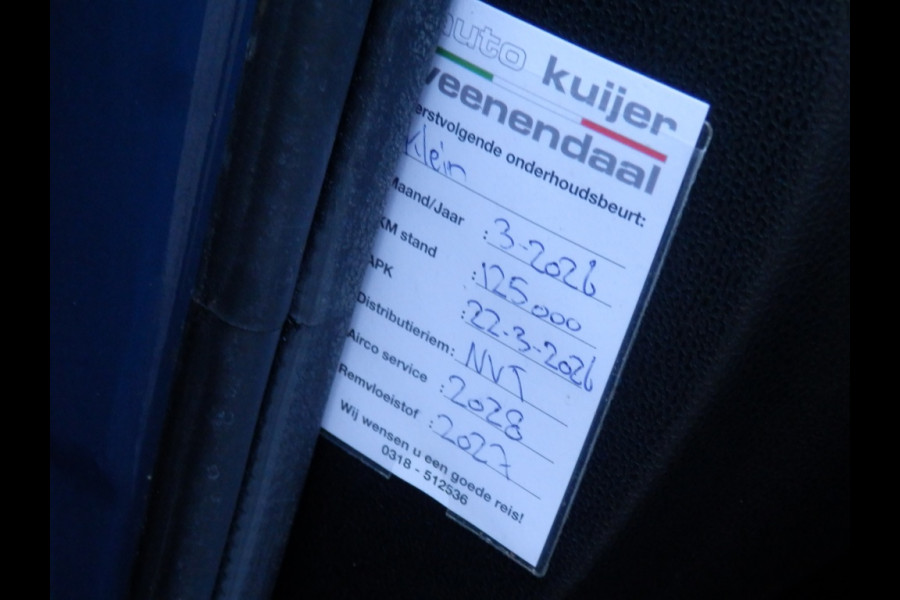 auto kuijer
veenendaal
erstvolgende onderhoudsbeurt:
Klein
Maand/Jaar : 3-2026
KM stand : 125.000
APK : 22-3-2026
Distributieriem: NVT
Airco service : 2028
Remvloeistof : 2027
Wij wensen u een goede reis!
0318 - 512536